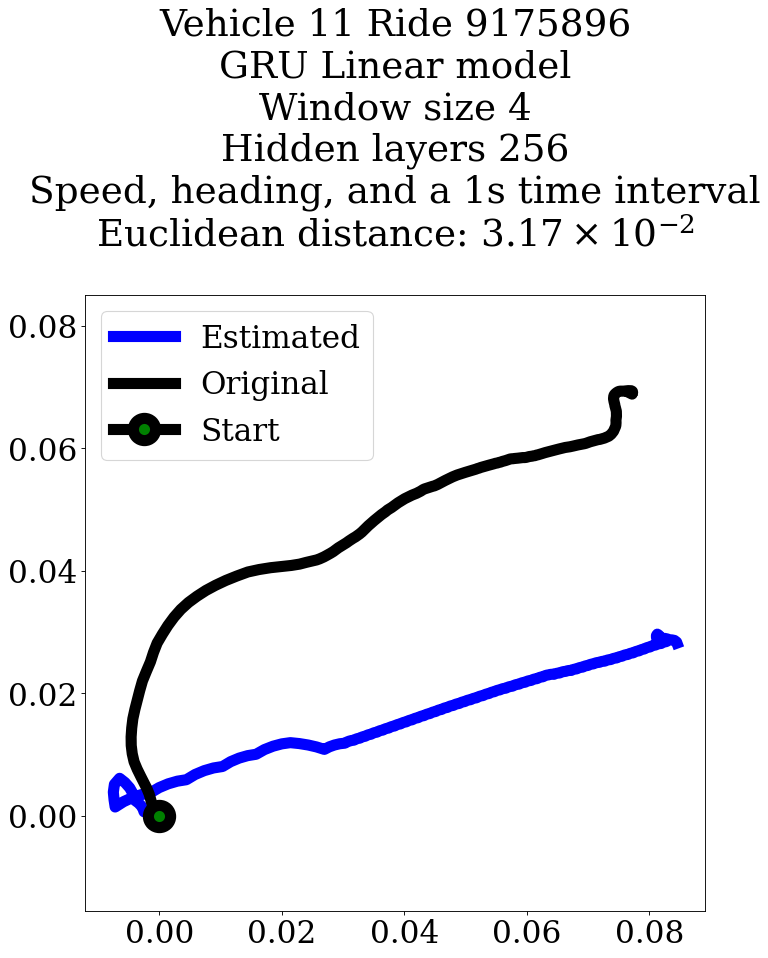 Vehicle 11 Ride 9175896
GRU Linear model
Window size 4
Hidden layers 256
Speed, heading, and a 1s time interval
Euclidean distance: 3.17 × 10⁻²
Estimated
Original
Start
0.08
0.06
0.04
0.02
0.00
0.00 0.02 0.04 0.06 0.08